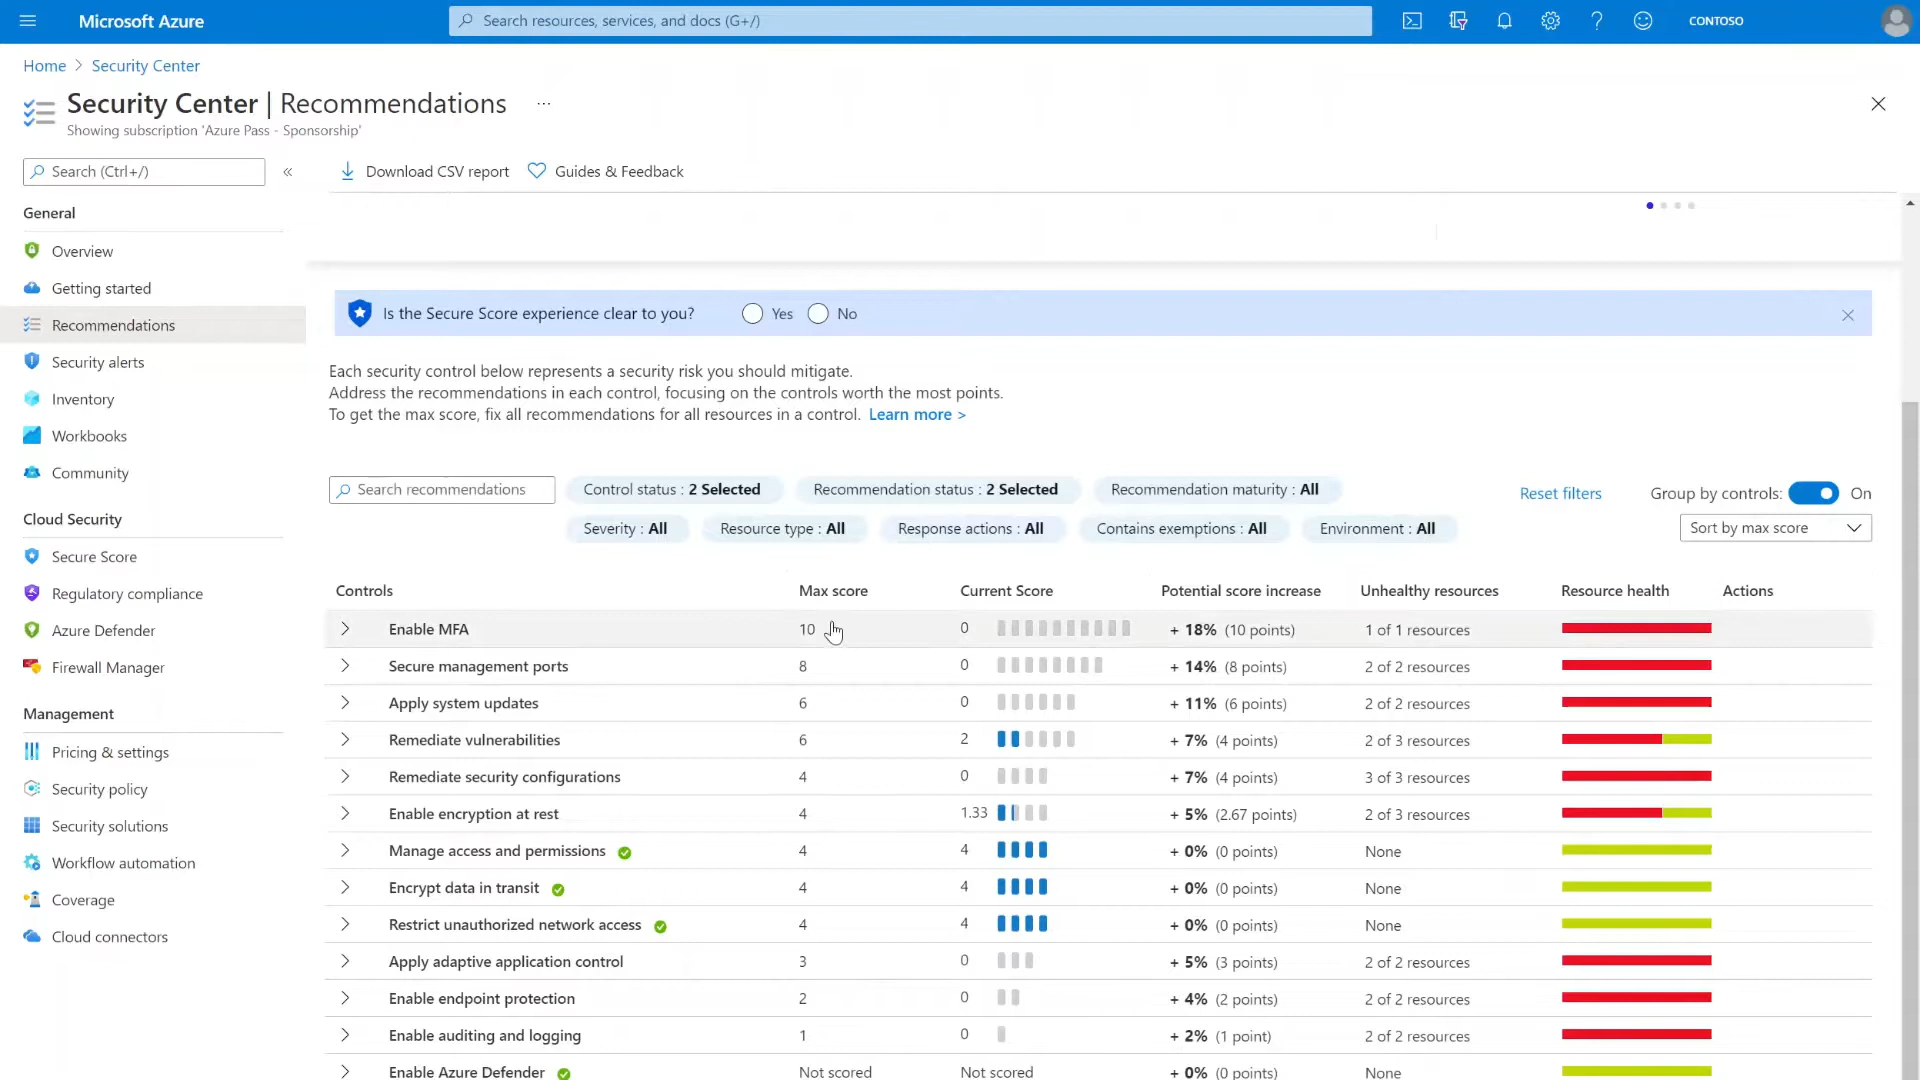 Microsoft Azure
Search resources, services, and docs (G+/)
CONTOSO
Home > Security Center
Security Center | Recommendations ...
Showing subscription 'Azure Pass - Sponsorship'
Search (Ctrl+/)
«
Download CSV report
Guides & Feedback
General
Overview
Getting started
Recommendations
Security alerts
Inventory
Workbooks
Community
Cloud Security
Secure Score
Regulatory compliance
Azure Defender
Firewall Manager
Management
Pricing & settings
Security policy
Security solutions
Workflow automation
Coverage
Cloud connectors
Is the Secure Score experience clear to you? Yes No
Each security control below represents a security risk you should mitigate.
Address the recommendations in each control, focusing on the controls worth the most points.
To get the max score, fix all recommendations for all resources in a control. Learn more >
Search recommendations
Control status : 2 Selected
Recommendation status : 2 Selected
Recommendation maturity : All
Severity : All
Resource type : All
Response actions : All
Contains exemptions : All
Environment : All
Reset filters
Group by controls: On
Sort by max score
Controls Max score Current Score Potential score increase Unhealthy resources Resource health Actions
Enable MFA 10 0 + 18% (10 points) 1 of 1 resources
Secure management ports 8 0 + 14% (8 points) 2 of 2 resources
Apply system updates 6 0 + 11% (6 points) 2 of 2 resources
Remediate vulnerabilities 6 2 + 7% (4 points) 2 of 3 resources
Remediate security configurations 4 0 + 7% (4 points) 3 of 3 resources
Enable encryption at rest 4 1.33 + 5% (2.67 points) 2 of 3 resources
Manage access and permissions 4 4 + 0% (0 points) None
Encrypt data in transit 4 4 + 0% (0 points) None
Restrict unauthorized network access 4 4 + 0% (0 points) None
Apply adaptive application control 3 0 + 5% (3 points) 2 of 2 resources
Enable endpoint protection 2 0 + 4% (2 points) 2 of 2 resources
Enable auditing and logging 1 0 + 2% (1 point) 2 of 2 resources
Enable Azure Defender Not scored Not scored + 0% (0 points) None